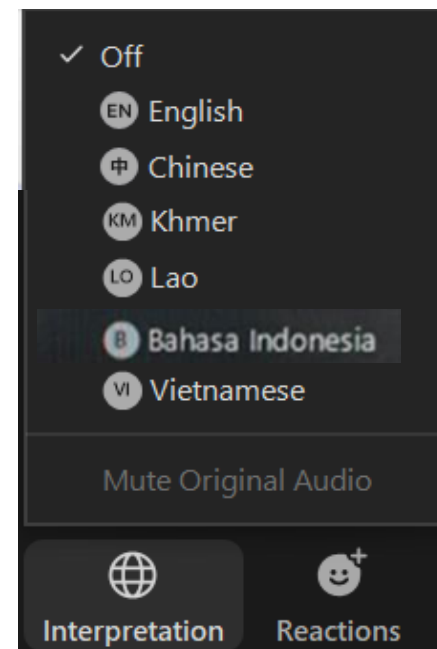 Off
EN English
中 Chinese
KM Khmer
LO Lao
B Bahasa Indonesia
VI Vietnamese
Mute Original Audio
Interpretation Reactions